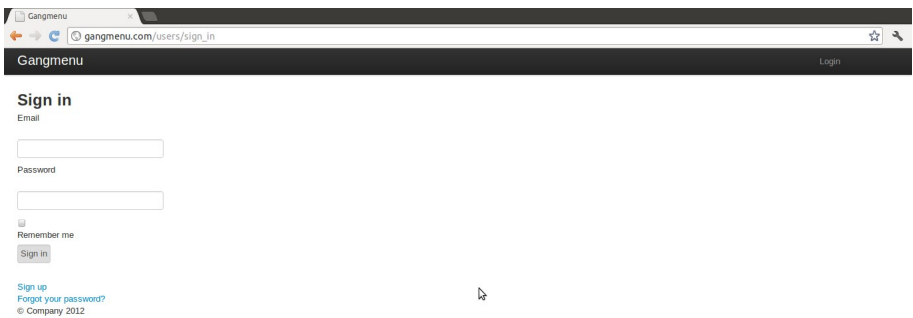 Gangmenu
gangmenu.com/users/sign_in
Gangmenu
Login
Sign in
Email
Password
Remember me
Sign in
Sign up
Forgot your password?
© Company 2012